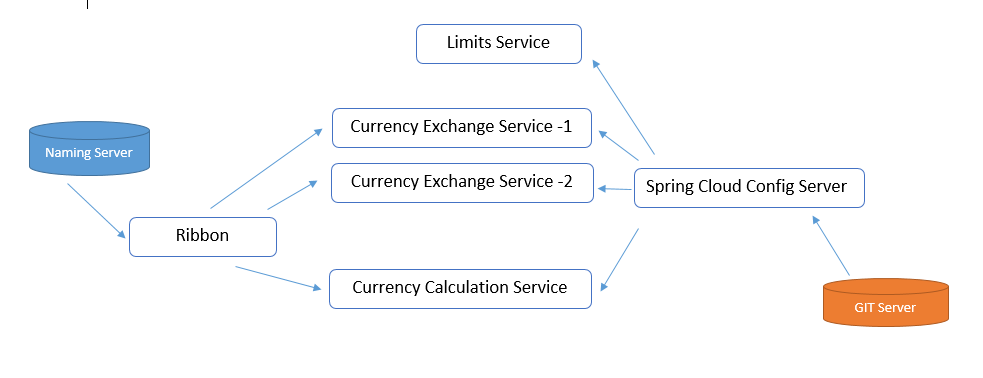 Limits Service
Currency Exchange Service -1
Naming Server
Currency Exchange Service -2
Spring Cloud Config Server
Ribbon
Currency Calculation Service
GIT Server